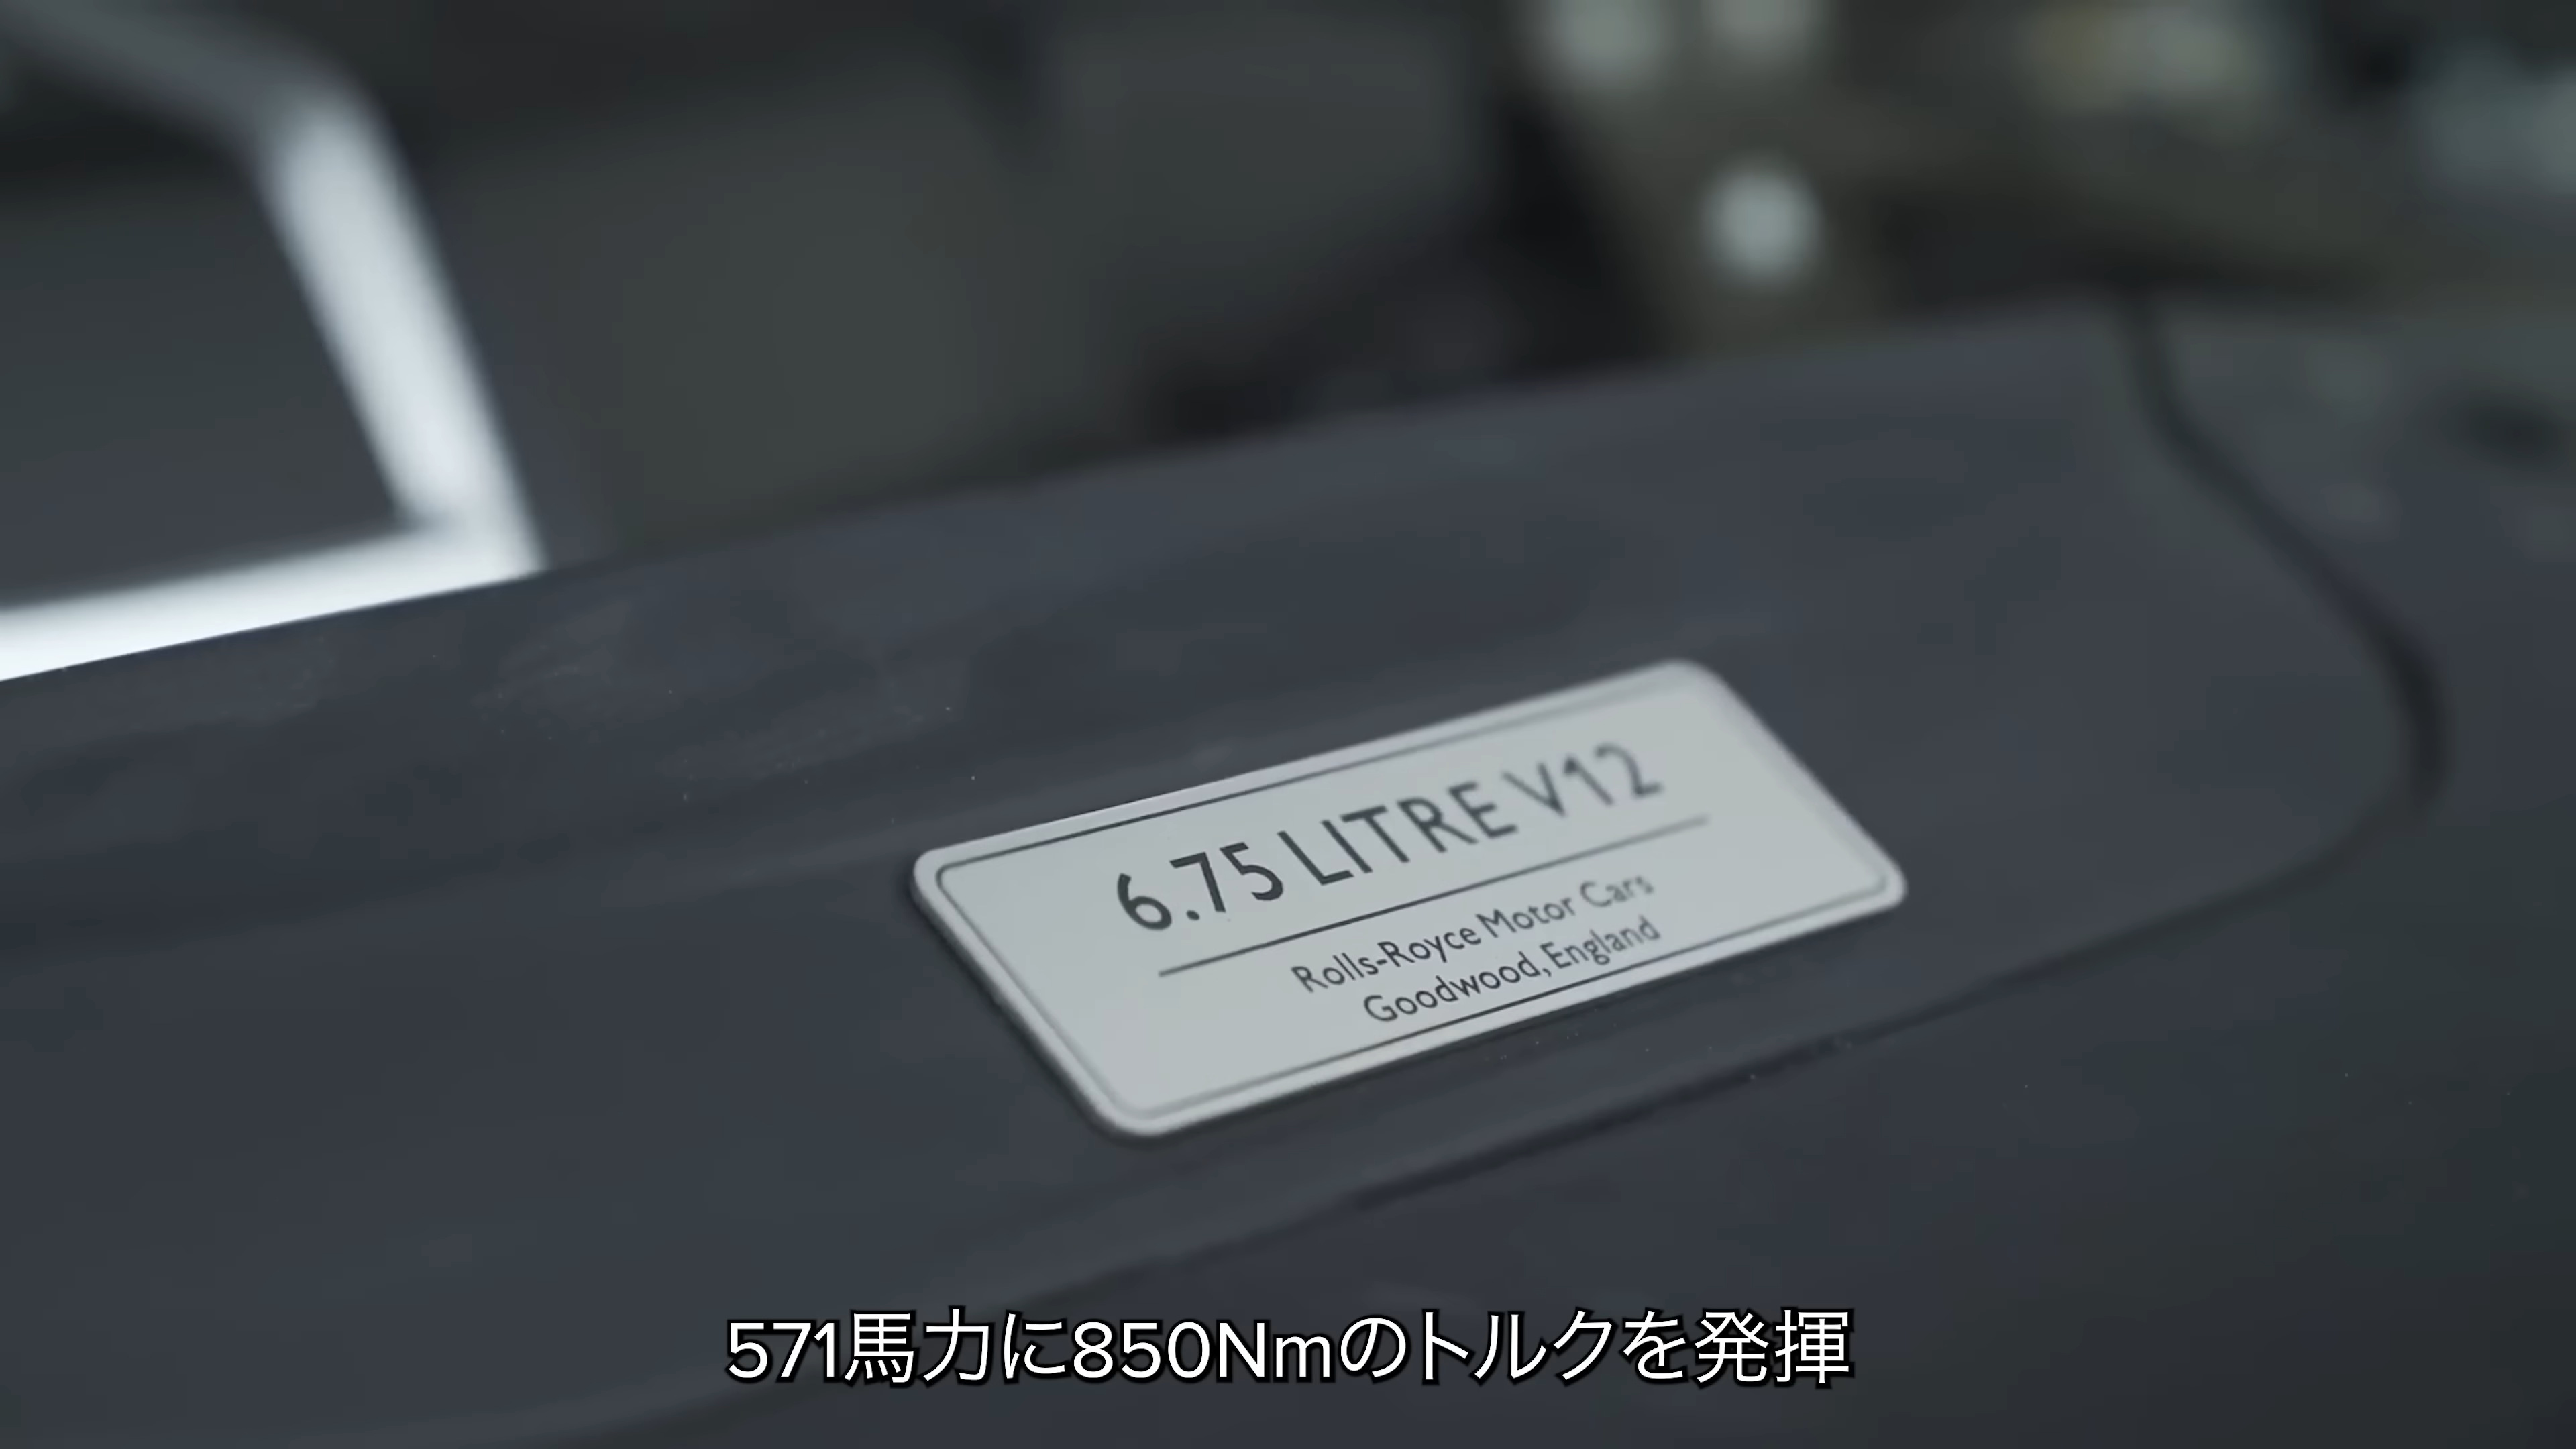 6.75 LITRE V12
Rolls-Royce Motor Cars
Goodwood, England
571馬力に850Nmのトルクを発揮